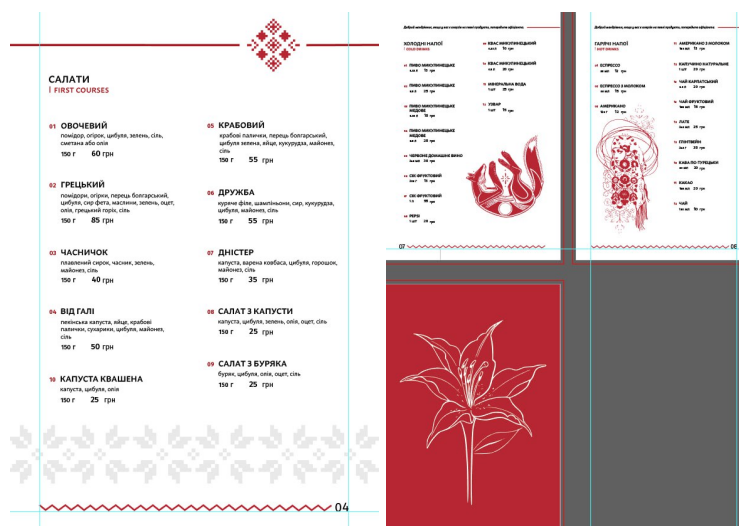 САЛАТИ
| FIRST COURSES
01 ОВОЧЕВИЙ
помідор, огірок, цибуля, зелень, сіль,
сметана або олія
150 г 60 грн
02 ГРЕЦЬКИЙ
помідори, огірки, перець болгарський,
цибуля, сир фета, маслини, зелень, оцет,
олія, грецький горіх, сіль
150 г 85 грн
03 ЧАСНИЧОК
плавлений сирок, часник, зелень,
майонез, сіль
150 г 40 грн
04 ВІД ГАЛІ
пекінська капуста, яйце, крабові
палички, сухарики, цибуля, майонез,
сіль
150 г 50 грн
10 КАПУСТА КВАШЕНА
капуста, цибуля, олія
150 г 25 грн
05 КРАБОВИЙ
крабові палички, перець болгарський,
цибуля зелена, яйце, кукурудза, майонез,
сіль
150 г 55 грн
06 ДРУЖБА
куряче філе, шампіньони, сир, кукурудза,
цибуля, майонез, сіль
150 г 55 грн
07 ДНІСТЕР
капуста, варена ковбаса, цибуля, горошок,
майонез, сіль
150 г 35 грн
08 САЛАТ З КАПУСТИ
капуста, цибуля, зелень, олія, оцет, сіль
150 г 25 грн
09 САЛАТ З БУРЯКА
буряк, цибуля, олія, оцет, сіль
150 г 25 грн
04
ХОЛОДНІ НАПОЇ
| COLD DRINKS
ПИВО МИКУЛИНЕЦЬКЕ
ПИВО МИКУЛИНЕЦЬКЕ
ПИВО МИКУЛИНЕЦЬКЕ
МЕДОВЕ
ПИВО МИКУЛИНЕЦЬКЕ
МЕДОВЕ
ЧЕРВОНЕ ДОМАШНЄ ВИНО
СІК ФРУКТОВИЙ
СІК ФРУКТОВИЙ
PEPSI
КВАС МИКУЛИНЕЦЬКИЙ
КВАС МИКУЛИНЕЦЬКИЙ
МІНЕРАЛЬНА ВОДА
УЗВАР
07
ГАРЯЧІ НАПОЇ
| HOT DRINKS
ЕСПРЕССО
ЕСПРЕССО З МОЛОКОМ
АМЕРИКАНО
АМЕРИКАНО З МОЛОКОМ
КАПУЧИНО НАТУРАЛЬНЕ
ЧАЙ КАРПАТСЬКИЙ
ЧАЙ ФРУКТОВИЙ
ЛАТЕ
ГЛІНТВЕЙН
КАВА ПО-ТУРЕЦЬКИ
КАКАО
ЧАЙ
08